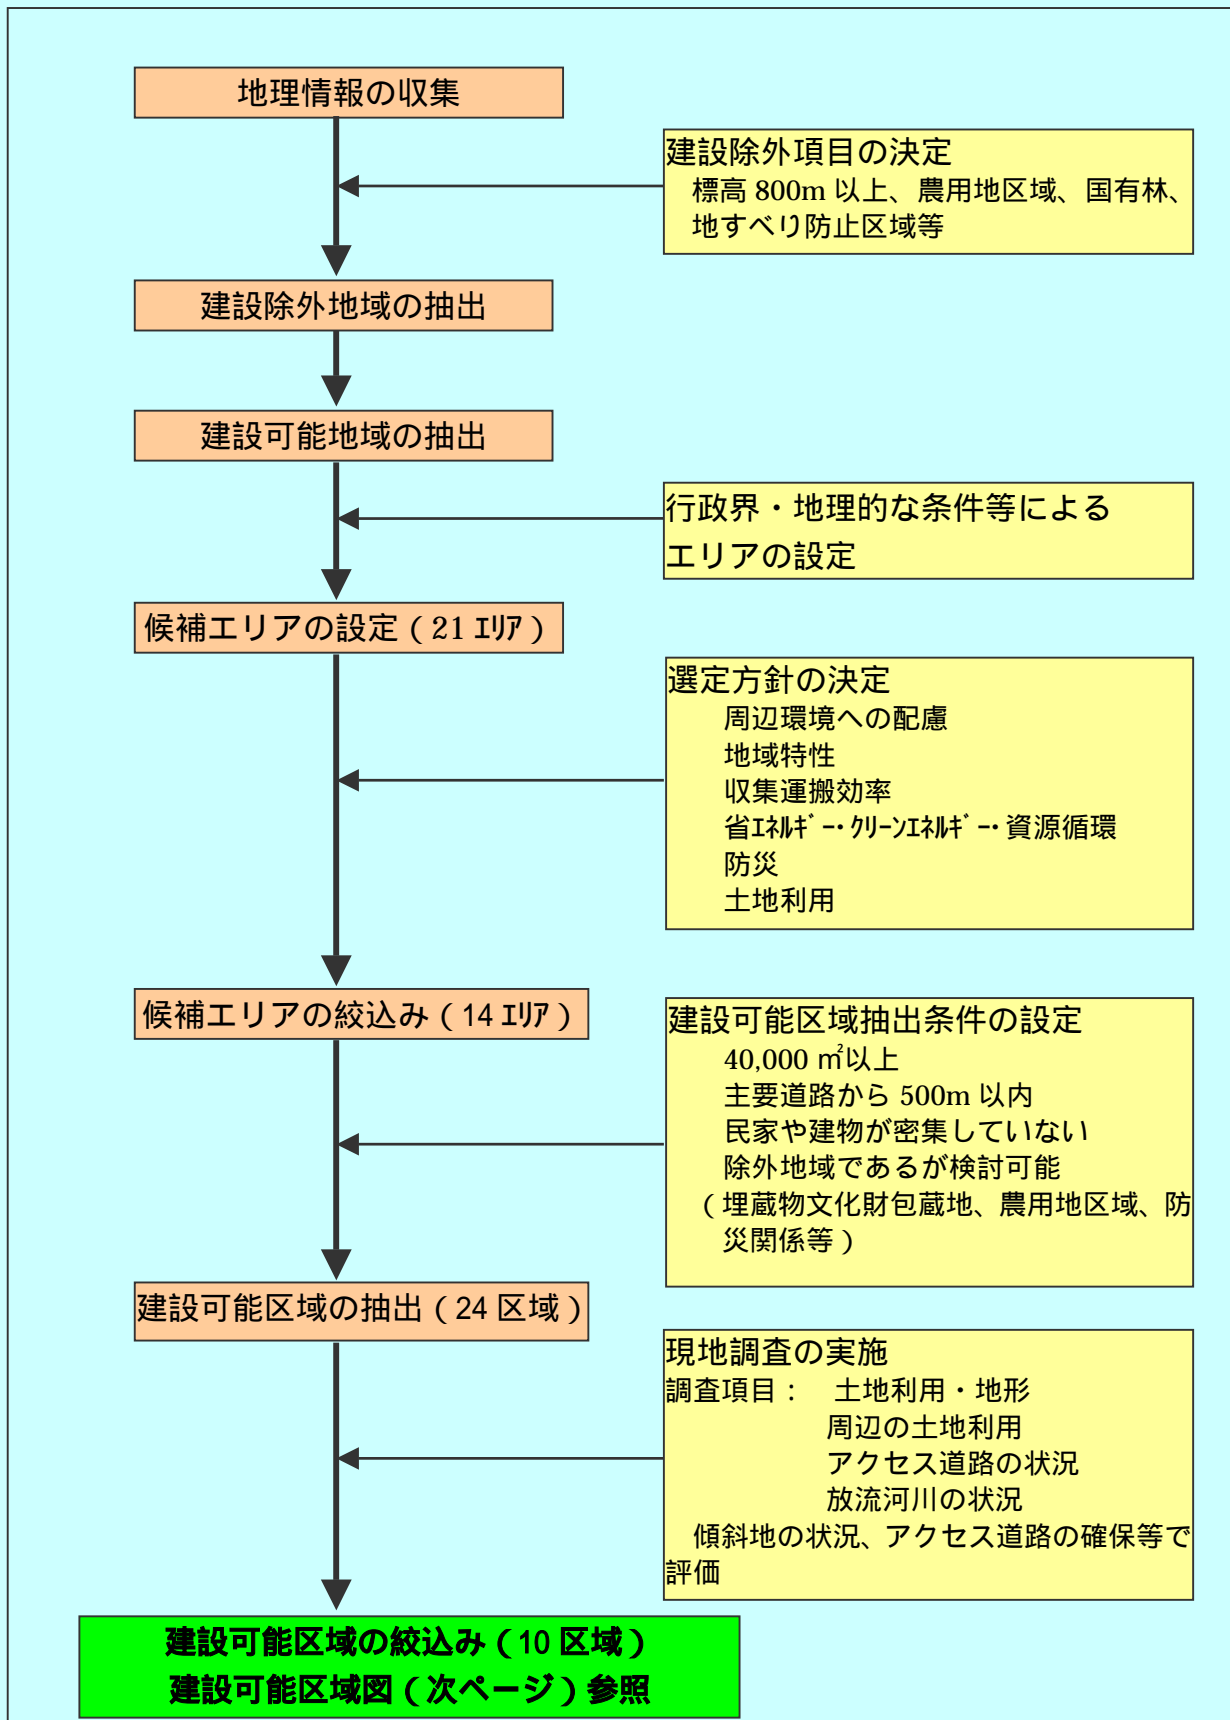 地理情報の収集
建設除外項目の決定
標高 800m 以上、農用地区域、国有林、
地すべり防止区域等
建設除外地域の抽出
建設可能地域の抽出
行政界・地理的な条件等による
エリアの設定
候補エリアの設定（21 ｴﾘｱ）
選定方針の決定
周辺環境への配慮
地域特性
収集運搬効率
省ｴﾈﾙｷﾞｰ・ｸﾘｰﾝｴﾈﾙｷﾞｰ・資源循環
防災
土地利用
候補エリアの絞込み（14 ｴﾘｱ）
建設可能区域抽出条件の設定
40,000 ㎡以上
主要道路から 500m 以内
民家や建物が密集していない
除外地域であるが検討可能
（埋蔵物文化財包蔵地、農用地区域、防
災関係等）
建設可能区域の抽出（24 区域）
現地調査の実施
調査項目：　土地利用・地形
周辺の土地利用
アクセス道路の状況
放流河川の状況
傾斜地の状況、アクセス道路の確保等で
評価
建設可能区域の絞込み（10 区域）
建設可能区域図（次ページ）参照